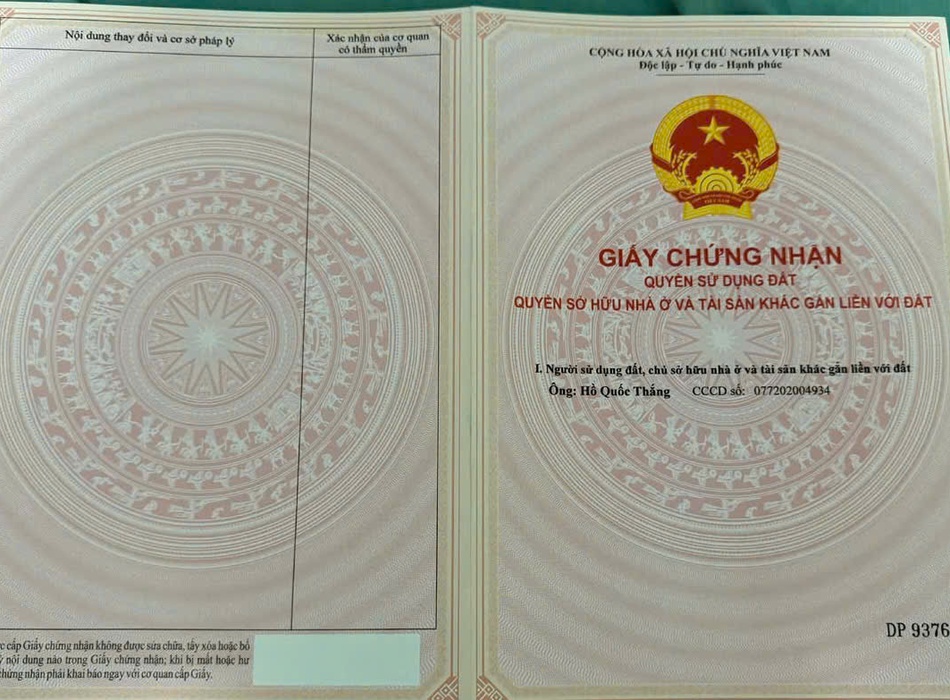 Nội dung thay đổi và cơ sở pháp lý
Xác nhận của cơ quan
có thẩm quyền
cấp Giấy chứng nhận không được sửa chữa, tẩy xóa hoặc bổ
nội dung nào trong Giấy chứng nhận; khi bị mất hoặc hư
chứng nhận phải khai báo ngay với cơ quan cấp Giấy.
CỘNG HÒA XÃ HỘI CHỦ NGHĨA VIỆT NAM
Độc lập - Tự do - Hạnh phúc
VIỆT NAM
GIẤY CHỨNG NHẬN
QUYỀN SỬ DỤNG ĐẤT
QUYỀN SỞ HỮU NHÀ Ở VÀ TÀI SẢN KHÁC GẮN LIỀN VỚI ĐẤT
I. Người sử dụng đất, chủ sở hữu nhà ở và tài sản khác gắn liền với đất
Ông: Hồ Quốc Thắng CCCD số: 077202004934
DP 9376